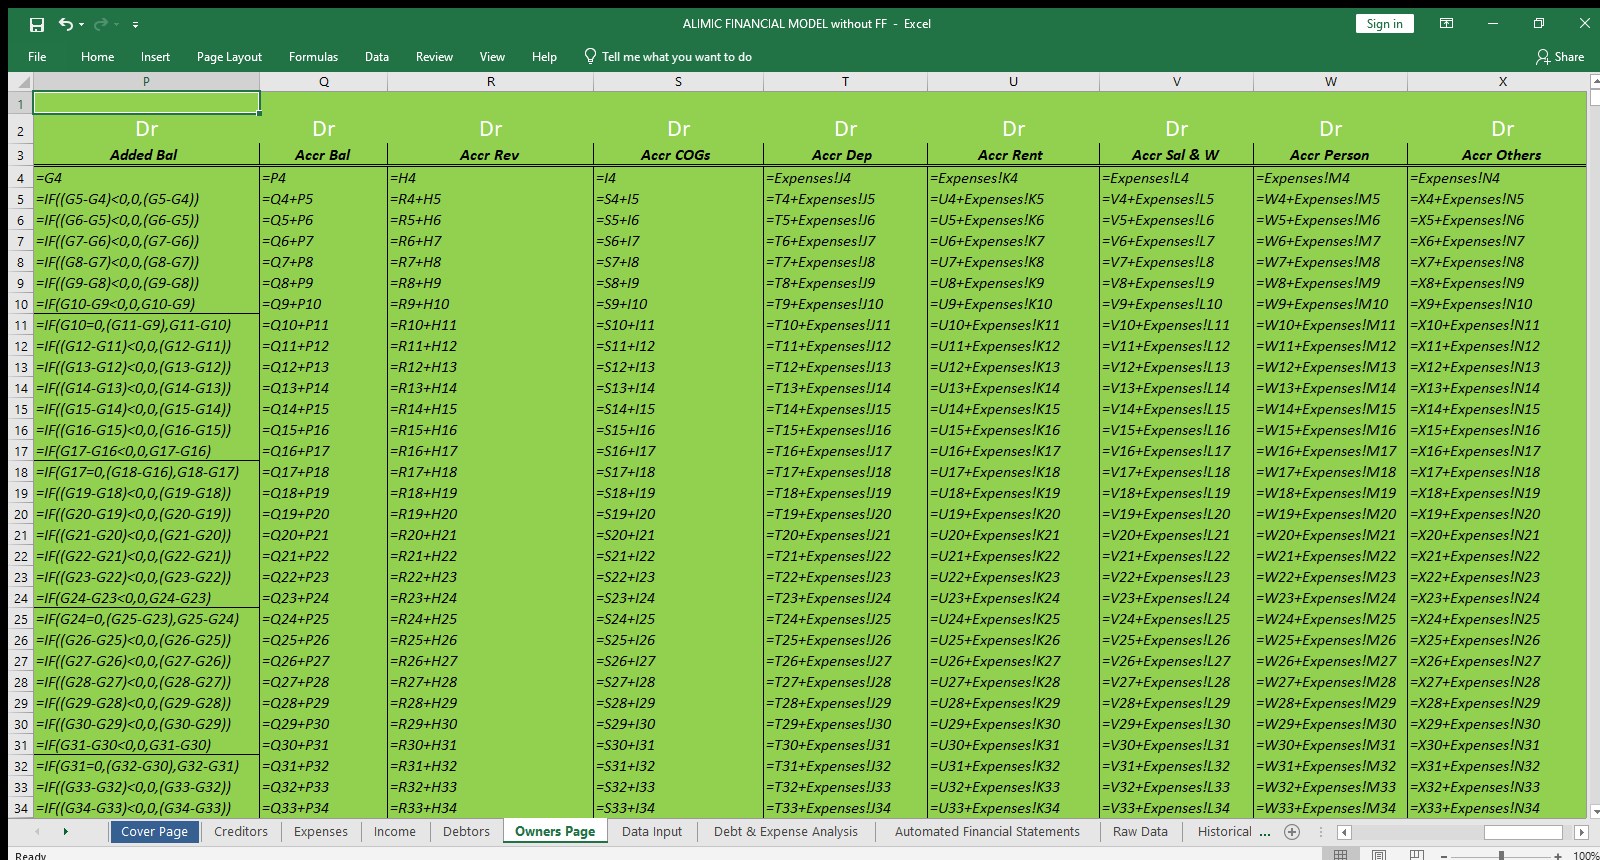 ALIMIC FINANCIAL MODEL without FF - Excel Sign in
File Home Insert Page Layout Formulas Data Review View Help Tell me what you want to do Share
P Q R S T U V W X
1
2 Dr Dr Dr Dr Dr Dr Dr Dr Dr
3 Added Bal Accr Bal Accr Rev Accr COGs Accr Dep Accr Rent Accr Sal & W Accr Person Accr Others
4 =G4 =P4 =H4 =I4 =Expenses!J4 =Expenses!K4 =Expenses!L4 =Expenses!M4 =Expenses!N4
5 =IF((G5-G4)<0,0,(G5-G4)) =Q4+P5 =R4+H5 =S4+I5 =T4+Expenses!J5 =U4+Expenses!K5 =V4+Expenses!L5 =W4+Expenses!M5 =X4+Expenses!N5
6 =IF((G6-G5)<0,0,(G6-G5)) =Q5+P6 =R5+H6 =S5+I6 =T5+Expenses!J6 =U5+Expenses!K6 =V5+Expenses!L6 =W5+Expenses!M6 =X5+Expenses!N6
7 =IF((G7-G6)<0,0,(G7-G6)) =Q6+P7 =R6+H7 =S6+I7 =T6+Expenses!J7 =U6+Expenses!K7 =V6+Expenses!L7 =W6+Expenses!M7 =X6+Expenses!N7
8 =IF((G8-G7)<0,0,(G8-G7)) =Q7+P8 =R7+H8 =S7+I8 =T7+Expenses!J8 =U7+Expenses!K8 =V7+Expenses!L8 =W7+Expenses!M8 =X7+Expenses!N8
9 =IF((G9-G8)<0,0,(G9-G8)) =Q8+P9 =R8+H9 =S8+I9 =T8+Expenses!J9 =U8+Expenses!K9 =V8+Expenses!L9 =W8+Expenses!M9 =X8+Expenses!N9
10 =IF(G10-G9<0,0,G10-G9) =Q9+P10 =R9+H10 =S9+I10 =T9+Expenses!J10 =U9+Expenses!K10 =V9+Expenses!L10 =W9+Expenses!M10 =X9+Expenses!N10
11 =IF(G10=0,(G11-G9),G11-G10) =Q10+P11 =R10+H11 =S10+I11 =T10+Expenses!J11 =U10+Expenses!K11 =V10+Expenses!L11 =W10+Expenses!M11 =X10+Expenses!N11
12 =IF((G12-G11)<0,0,(G12-G11)) =Q11+P12 =R11+H12 =S11+I12 =T11+Expenses!J12 =U11+Expenses!K12 =V11+Expenses!L12 =W11+Expenses!M12 =X11+Expenses!N12
13 =IF((G13-G12)<0,0,(G13-G12)) =Q12+P13 =R12+H13 =S12+I13 =T12+Expenses!J13 =U12+Expenses!K13 =V12+Expenses!L13 =W12+Expenses!M13 =X12+Expenses!N13
14 =IF((G14-G13)<0,0,(G14-G13)) =Q13+P14 =R13+H14 =S13+I14 =T13+Expenses!J14 =U13+Expenses!K14 =V13+Expenses!L14 =W13+Expenses!M14 =X13+Expenses!N14
15 =IF((G15-G14)<0,0,(G15-G14)) =Q14+P15 =R14+H15 =S14+I15 =T14+Expenses!J15 =U14+Expenses!K15 =V14+Expenses!L15 =W14+Expenses!M15 =X14+Expenses!N15
16 =IF((G16-G15)<0,0,(G16-G15)) =Q15+P16 =R15+H16 =S15+I16 =T15+Expenses!J16 =U15+Expenses!K16 =V15+Expenses!L16 =W15+Expenses!M16 =X15+Expenses!N16
17 =IF(G17-G16<0,0,G17-G16) =Q16+P17 =R16+H17 =S16+I17 =T16+Expenses!J17 =U16+Expenses!K17 =V16+Expenses!L17 =W16+Expenses!M17 =X16+Expenses!N17
18 =IF(G17=0,(G18-G16),G18-G17) =Q17+P18 =R17+H18 =S17+I18 =T17+Expenses!J18 =U17+Expenses!K18 =V17+Expenses!L18 =W17+Expenses!M18 =X17+Expenses!N18
19 =IF((G19-G18)<0,0,(G19-G18)) =Q18+P19 =R18+H19 =S18+I19 =T18+Expenses!J19 =U18+Expenses!K19 =V18+Expenses!L19 =W18+Expenses!M19 =X18+Expenses!N19
20 =IF((G20-G19)<0,0,(G20-G19)) =Q19+P20 =R19+H20 =S19+I20 =T19+Expenses!J20 =U19+Expenses!K20 =V19+Expenses!L20 =W19+Expenses!M20 =X19+Expenses!N20
21 =IF((G21-G20)<0,0,(G21-G20)) =Q20+P21 =R20+H21 =S20+I21 =T20+Expenses!J21 =U20+Expenses!K21 =V20+Expenses!L21 =W20+Expenses!M21 =X20+Expenses!N21
22 =IF((G22-G21)<0,0,(G22-G21)) =Q21+P22 =R21+H22 =S21+I22 =T21+Expenses!J22 =U21+Expenses!K22 =V21+Expenses!L22 =W21+Expenses!M22 =X21+Expenses!N22
23 =IF((G23-G22)<0,0,(G23-G22)) =Q22+P23 =R22+H23 =S22+I23 =T22+Expenses!J23 =U22+Expenses!K23 =V22+Expenses!L23 =W22+Expenses!M23 =X22+Expenses!N23
24 =IF(G24-G23<0,0,G24-G23) =Q23+P24 =R23+H24 =S23+I24 =T23+Expenses!J24 =U23+Expenses!K24 =V23+Expenses!L24 =W23+Expenses!M24 =X23+Expenses!N24
25 =IF(G24=0,(G25-G23),G25-G24) =Q24+P25 =R24+H25 =S24+I25 =T24+Expenses!J25 =U24+Expenses!K25 =V24+Expenses!L25 =W24+Expenses!M25 =X24+Expenses!N25
26 =IF((G26-G25)<0,0,(G26-G25)) =Q25+P26 =R25+H26 =S25+I26 =T25+Expenses!J26 =U25+Expenses!K26 =V25+Expenses!L26 =W25+Expenses!M26 =X25+Expenses!N26
27 =IF((G27-G26)<0,0,(G27-G26)) =Q26+P27 =R26+H27 =S26+I27 =T26+Expenses!J27 =U26+Expenses!K27 =V26+Expenses!L27 =W26+Expenses!M27 =X26+Expenses!N27
28 =IF((G28-G27)<0,0,(G28-G27)) =Q27+P28 =R27+H28 =S27+I28 =T27+Expenses!J28 =U27+Expenses!K28 =V27+Expenses!L28 =W27+Expenses!M28 =X27+Expenses!N28
29 =IF((G29-G28)<0,0,(G29-G28)) =Q28+P29 =R28+H29 =S28+I29 =T28+Expenses!J29 =U28+Expenses!K29 =V28+Expenses!L29 =W28+Expenses!M29 =X28+Expenses!N29
30 =IF((G30-G29)<0,0,(G30-G29)) =Q29+P30 =R29+H30 =S29+I30 =T29+Expenses!J30 =U29+Expenses!K30 =V29+Expenses!L30 =W29+Expenses!M30 =X29+Expenses!N30
31 =IF(G31-G30<0,0,G31-G30) =Q30+P31 =R30+H31 =S30+I31 =T30+Expenses!J31 =U30+Expenses!K31 =V30+Expenses!L31 =W30+Expenses!M31 =X30+Expenses!N31
32 =IF(G31=0,(G32-G30),G32-G31) =Q31+P32 =R31+H32 =S31+I32 =T31+Expenses!J32 =U31+Expenses!K32 =V31+Expenses!L32 =W31+Expenses!M32 =X31+Expenses!N32
33 =IF((G33-G32)<0,0,(G33-G32)) =Q32+P33 =R32+H33 =S32+I33 =T32+Expenses!J33 =U32+Expenses!K33 =V32+Expenses!L33 =W32+Expenses!M33 =X32+Expenses!N33
34 =IF((G34-G33)<0,0,(G34-G33)) =Q33+P34 =R33+H34 =S33+I34 =T33+Expenses!J34 =U33+Expenses!K34 =V33+Expenses!L34 =W33+Expenses!M34 =X33+Expenses!N34
Cover Page Creditors Expenses Income Debtors Owners Page Data Input Debt & Expense Analysis Automated Financial Statements Raw Data Historical ...
Ready 100%